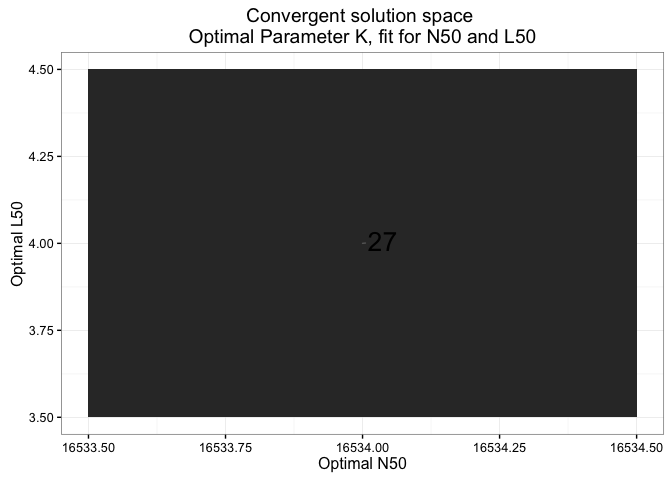 Convergent solution space
Optimal Parameter K, fit for N50 and L50
4.50
4.25
4.00
3.75
3.50
Optimal L50
27
16533.50 16533.75 16534.00 16534.25 16534.50
Optimal N50